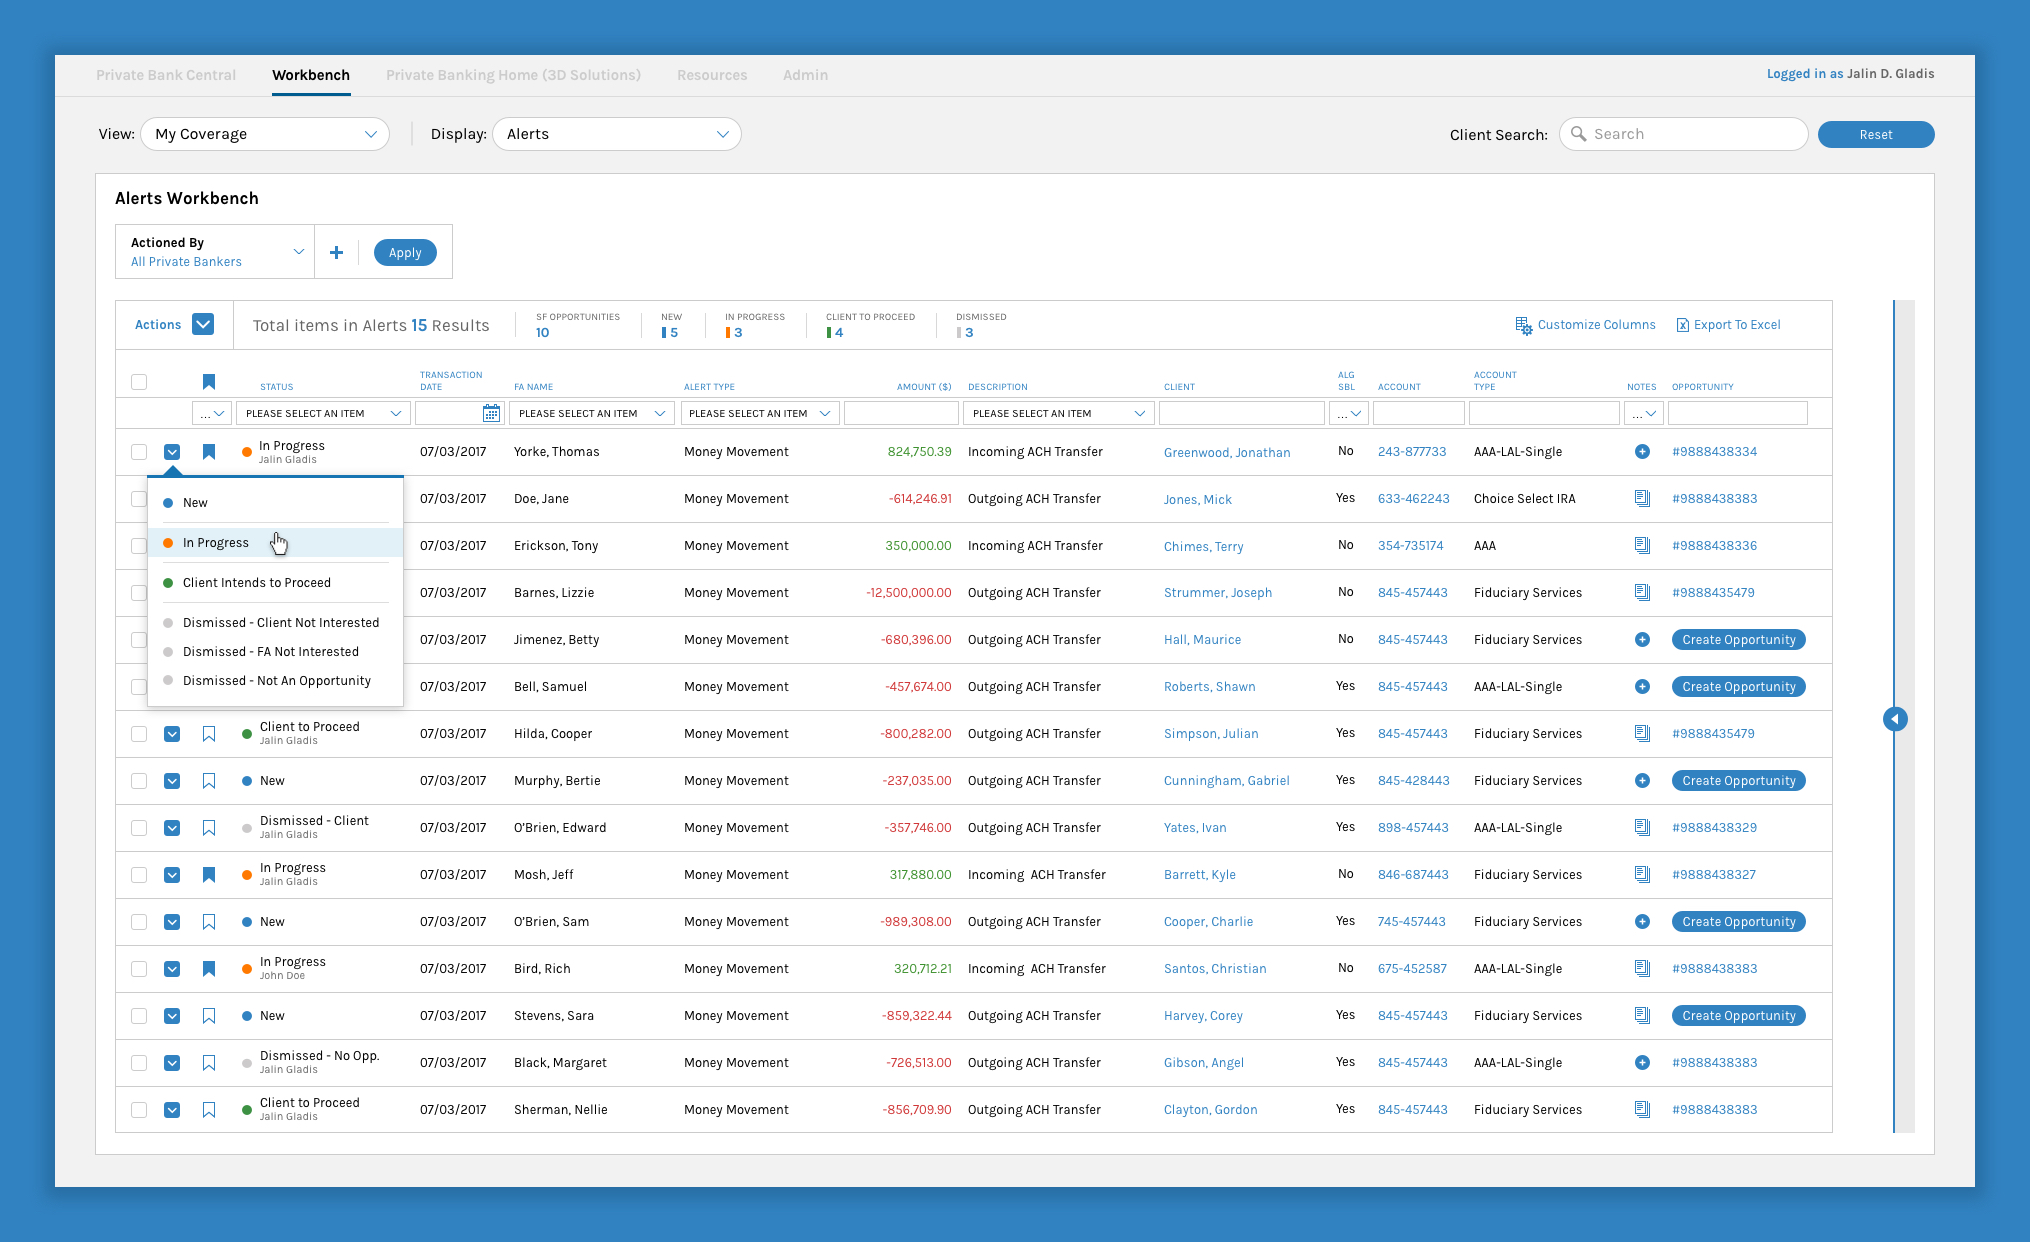 Private Bank Central Workbench Private Banking Home (3D Solutions) Resources Admin Logged in as Jalin D. Gladis
View: My Coverage Display: Alerts Client Search: Search Reset
Alerts Workbench
Actioned By
All Private Bankers
Apply
Actions Total items in Alerts 15 Results
SF OPPORTUNITIES NEW IN PROGRESS CLIENT TO PROCEED DISMISSED
10 5 3 4 3
Customize Columns Export To Excel
STATUS TRANSACTION DATE FA NAME ALERT TYPE AMOUNT ($) DESCRIPTION CLIENT ALG SBL ACCOUNT ACCOUNT TYPE NOTES OPPORTUNITY
... PLEASE SELECT AN ITEM PLEASE SELECT AN ITEM PLEASE SELECT AN ITEM PLEASE SELECT AN ITEM ... ...
In Progress
Jalin Gladis
07/03/2017 Yorke, Thomas Money Movement 824,750.39 Incoming ACH Transfer Greenwood, Jonathan No 243-877733 AAA-LAL-Single #9888438334
07/03/2017 Doe, Jane Money Movement -614,246.91 Outgoing ACH Transfer Jones, Mick Yes 633-462243 Choice Select IRA #9888438383
07/03/2017 Erickson, Tony Money Movement 350,000.00 Incoming ACH Transfer Chimes, Terry No 354-735174 AAA #9888438336
07/03/2017 Barnes, Lizzie Money Movement -12,500,000.00 Outgoing ACH Transfer Strummer, Joseph No 845-457443 Fiduciary Services #9888435479
07/03/2017 Jimenez, Betty Money Movement -680,396.00 Outgoing ACH Transfer Hall, Maurice No 845-457443 Fiduciary Services Create Opportunity
07/03/2017 Bell, Samuel Money Movement -457,674.00 Outgoing ACH Transfer Roberts, Shawn Yes 845-457443 AAA-LAL-Single Create Opportunity
New
In Progress
Client Intends to Proceed
Dismissed - Client Not Interested
Dismissed - FA Not Interested
Dismissed - Not An Opportunity
Client to Proceed
Jalin Gladis
07/03/2017 Hilda, Cooper Money Movement -800,282.00 Outgoing ACH Transfer Simpson, Julian Yes 845-457443 Fiduciary Services #9888435479
New 07/03/2017 Murphy, Bertie Money Movement -237,035.00 Outgoing ACH Transfer Cunningham, Gabriel Yes 845-428443 Fiduciary Services Create Opportunity
Dismissed - Client
Jalin Gladis
07/03/2017 O'Brien, Edward Money Movement -357,746.00 Outgoing ACH Transfer Yates, Ivan Yes 898-457443 AAA-LAL-Single #9888438329
In Progress
Jalin Gladis
07/03/2017 Mosh, Jeff Money Movement 317,880.00 Incoming ACH Transfer Barrett, Kyle No 846-687443 Fiduciary Services #9888438327
New 07/03/2017 O'Brien, Sam Money Movement -989,308.00 Outgoing ACH Transfer Cooper, Charlie Yes 745-457443 Fiduciary Services Create Opportunity
In Progress
John Doe
07/03/2017 Bird, Rich Money Movement 320,712.21 Incoming ACH Transfer Santos, Christian No 675-452587 AAA-LAL-Single #9888438383
New 07/03/2017 Stevens, Sara Money Movement -859,322.44 Outgoing ACH Transfer Harvey, Corey Yes 845-457443 Fiduciary Services Create Opportunity
Dismissed - No Opp.
Jalin Gladis
07/03/2017 Black, Margaret Money Movement -726,513.00 Outgoing ACH Transfer Gibson, Angel Yes 845-457443 AAA-LAL-Single #9888438383
Client to Proceed
Jalin Gladis
07/03/2017 Sherman, Nellie Money Movement -856,709.90 Outgoing ACH Transfer Clayton, Gordon Yes 845-457443 Fiduciary Services #9888438383